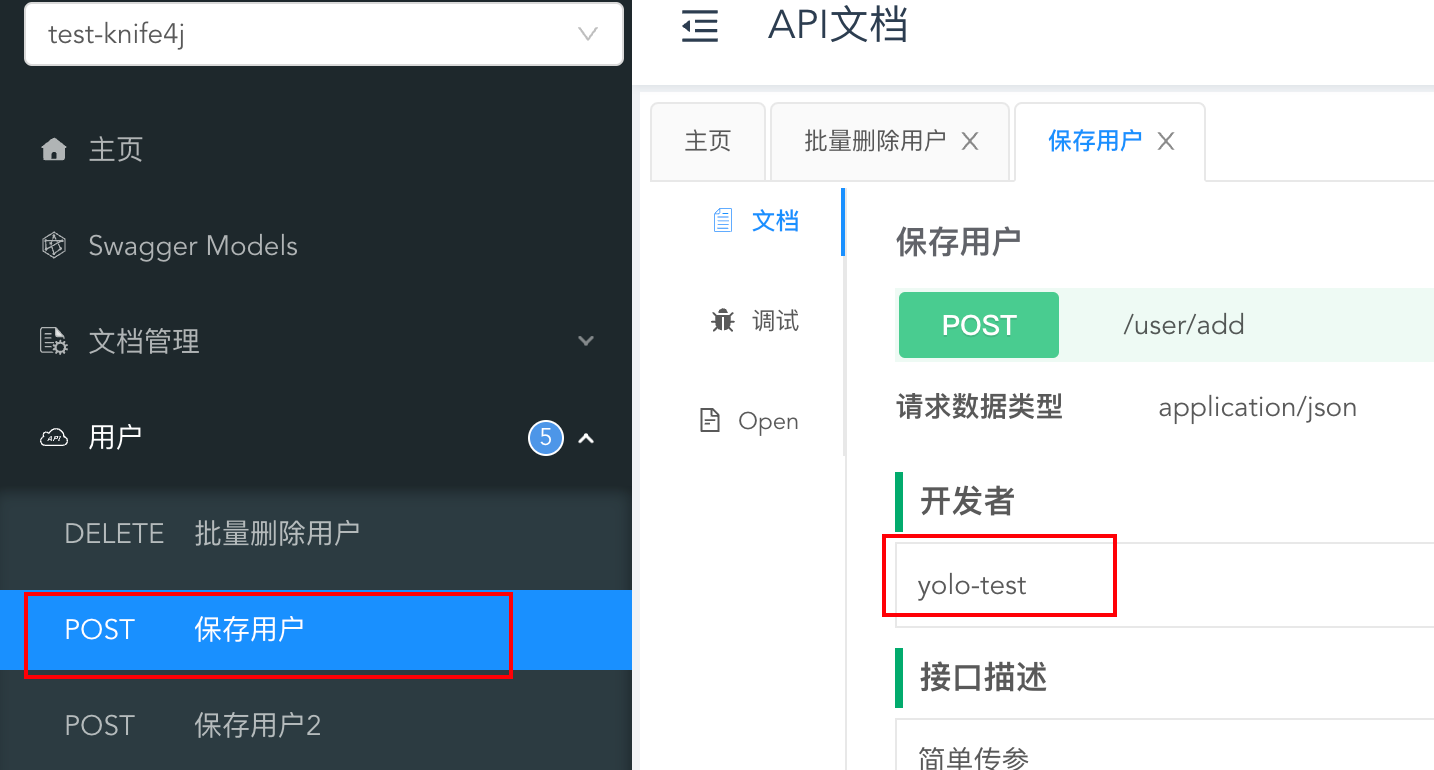 test-knife4j
主页
Swagger Models
文档管理
用户
5
DELETE 批量删除用户
POST 保存用户
POST 保存用户2
API文档
主页 批量删除用户 保存用户
文档
调试
Open
保存用户
POST /user/add
请求数据类型 application/json
开发者
yolo-test
接口描述
简单传参